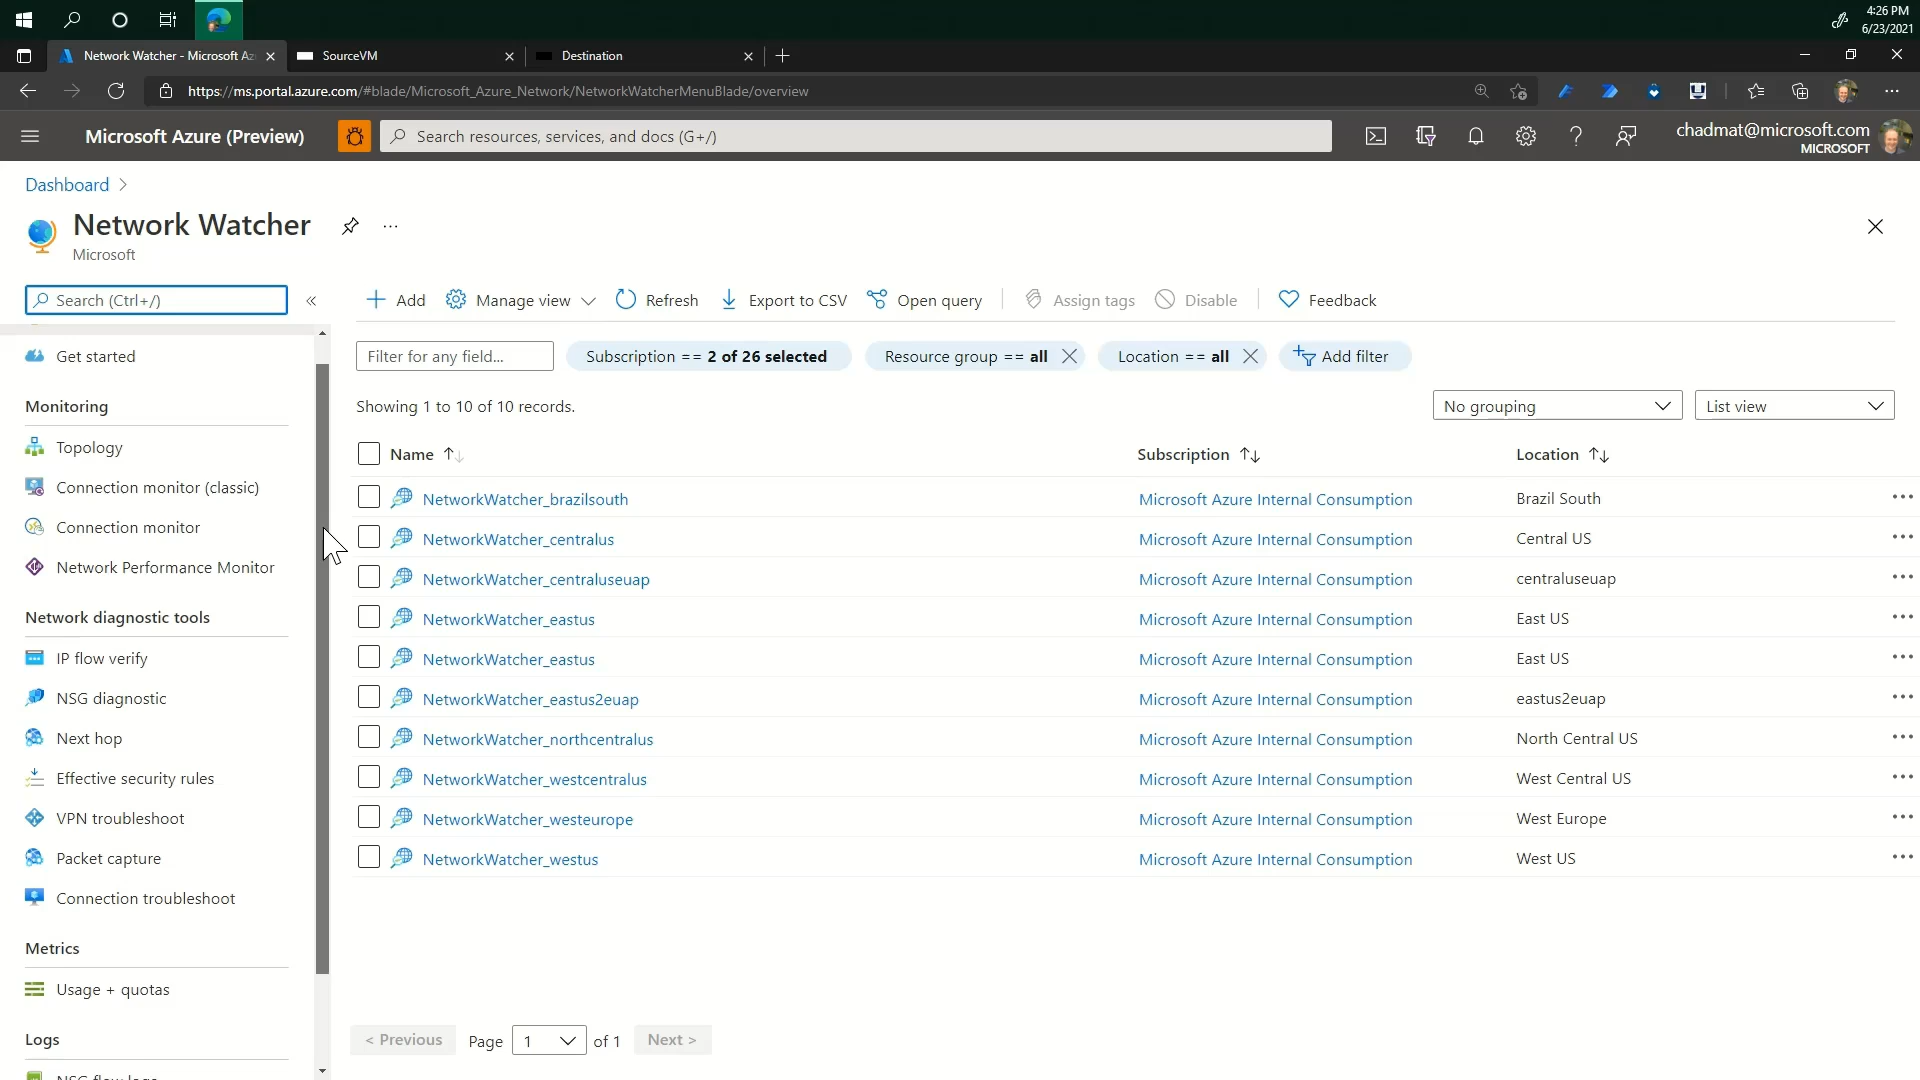 4:26 PM
6/23/2021
Network Watcher - Microsoft Az
SourceVM
Destination
https://ms.portal.azure.com/#blade/Microsoft_Azure_Network/NetworkWatcherMenuBlade/overview
Microsoft Azure (Preview)
Search resources, services, and docs (G+/)
chadmat@microsoft.com
MICROSOFT
Dashboard
Network Watcher
Microsoft
Search (Ctrl+/)
Add
Manage view
Refresh
Export to CSV
Open query
Assign tags
Disable
Feedback
Filter for any field...
Subscription == 2 of 26 selected
Resource group == all
Location == all
Add filter
Showing 1 to 10 of 10 records.
No grouping
List view
Get started
Monitoring
Topology
Connection monitor (classic)
Connection monitor
Network Performance Monitor
Network diagnostic tools
IP flow verify
NSG diagnostic
Next hop
Effective security rules
VPN troubleshoot
Packet capture
Connection troubleshoot
Metrics
Usage + quotas
Logs
NSG flow logs
Name Subscription Location
NetworkWatcher_brazilsouth Microsoft Azure Internal Consumption Brazil South
NetworkWatcher_centralus Microsoft Azure Internal Consumption Central US
NetworkWatcher_centraluseuap Microsoft Azure Internal Consumption centraluseuap
NetworkWatcher_eastus Microsoft Azure Internal Consumption East US
NetworkWatcher_eastus Microsoft Azure Internal Consumption East US
NetworkWatcher_eastus2euap Microsoft Azure Internal Consumption eastus2euap
NetworkWatcher_northcentralus Microsoft Azure Internal Consumption North Central US
NetworkWatcher_westcentralus Microsoft Azure Internal Consumption West Central US
NetworkWatcher_westeurope Microsoft Azure Internal Consumption West Europe
NetworkWatcher_westus Microsoft Azure Internal Consumption West US
< Previous Page 1 of 1 Next >